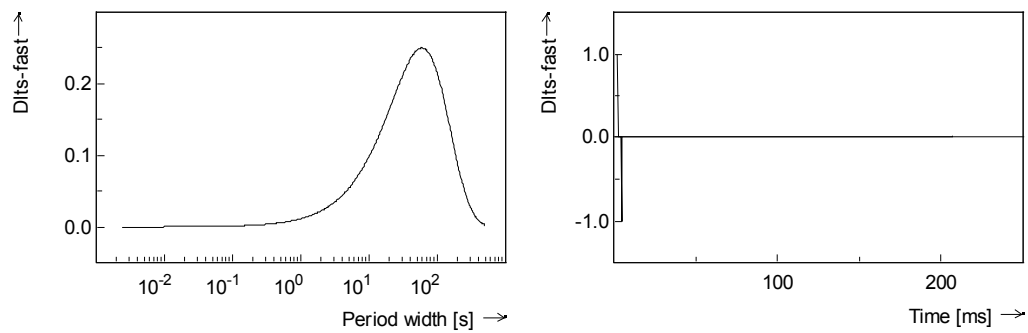 Dlts-fast →
0.2
0.1
0.0
10⁻² 10⁻¹ 10⁰ 10¹ 10²
Period width [s] →
Dlts-fast →
1.0
0.0
-1.0
100 200
Time [ms] →